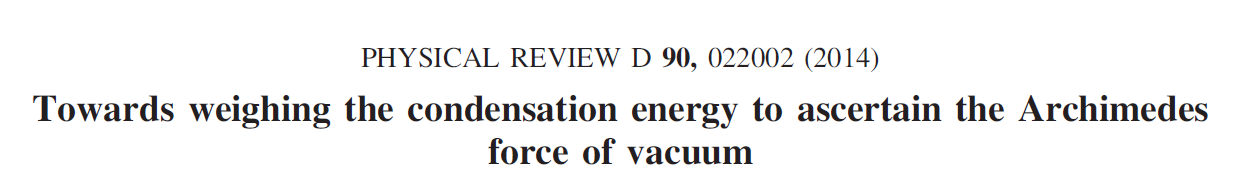 PHYSICAL REVIEW D 90, 022002 (2014)
Towards weighing the condensation energy to ascertain the Archimedes
force of vacuum